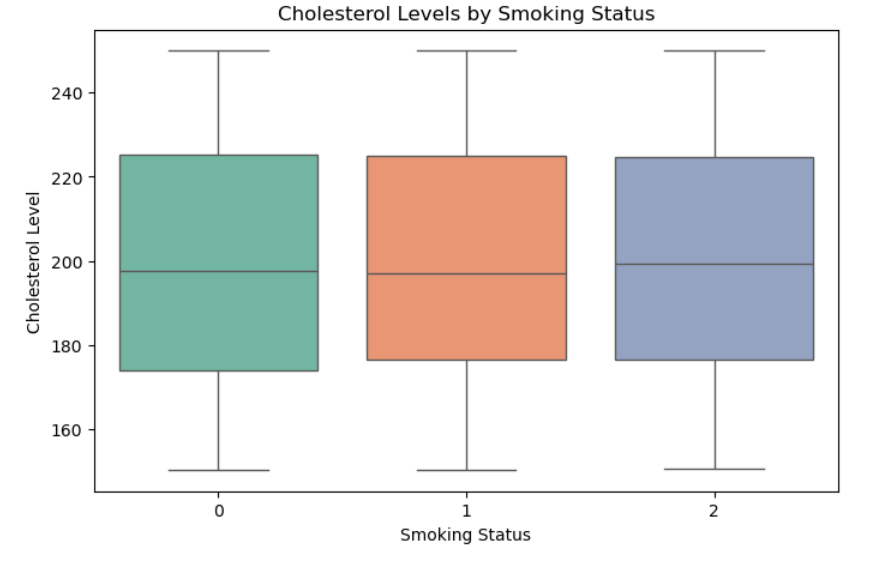 Cholesterol Levels by Smoking Status
Cholesterol Level
240
220
200
180
160
0 1 2
Smoking Status